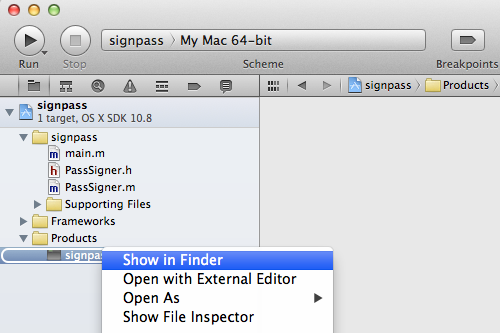 signpass My Mac 64-bit
Run Stop Scheme Breakpoints
signpass Products
signpass
1 target, OS X SDK 10.8
signpass
main.m
PassSigner.h
PassSigner.m
Supporting Files
Frameworks
Products
signpass
Show in Finder
Open with External Editor
Open As
Show File Inspector